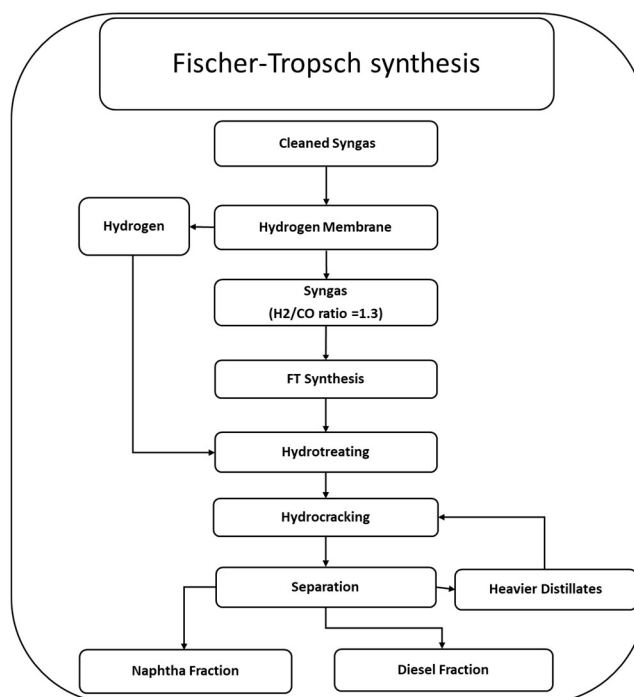 Fischer-Tropsch synthesis
Cleaned Syngas
Hydrogen
Hydrogen Membrane
Syngas
(H2/CO ratio =1.3)
FT Synthesis
Hydrotreating
Hydrocracking
Separation
Heavier Distillates
Naphtha Fraction
Diesel Fraction